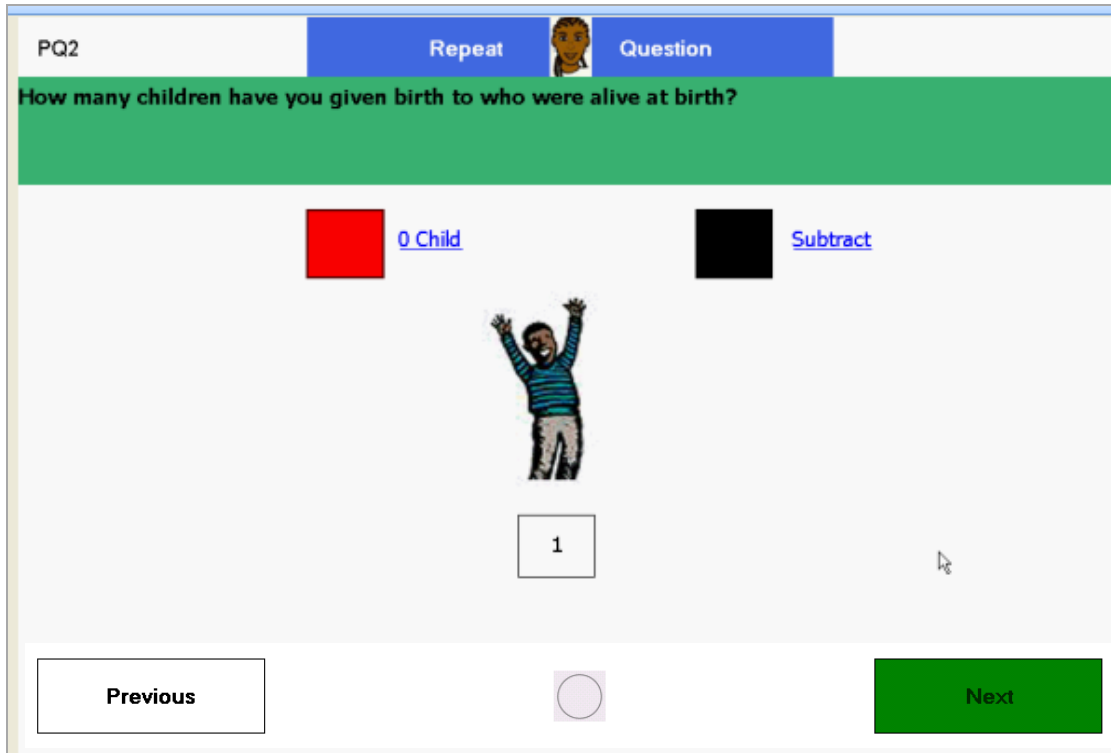 PQ2
Repeat Question
How many children have you given birth to who were alive at birth?
0 Child
Subtract
1
Previous
Next